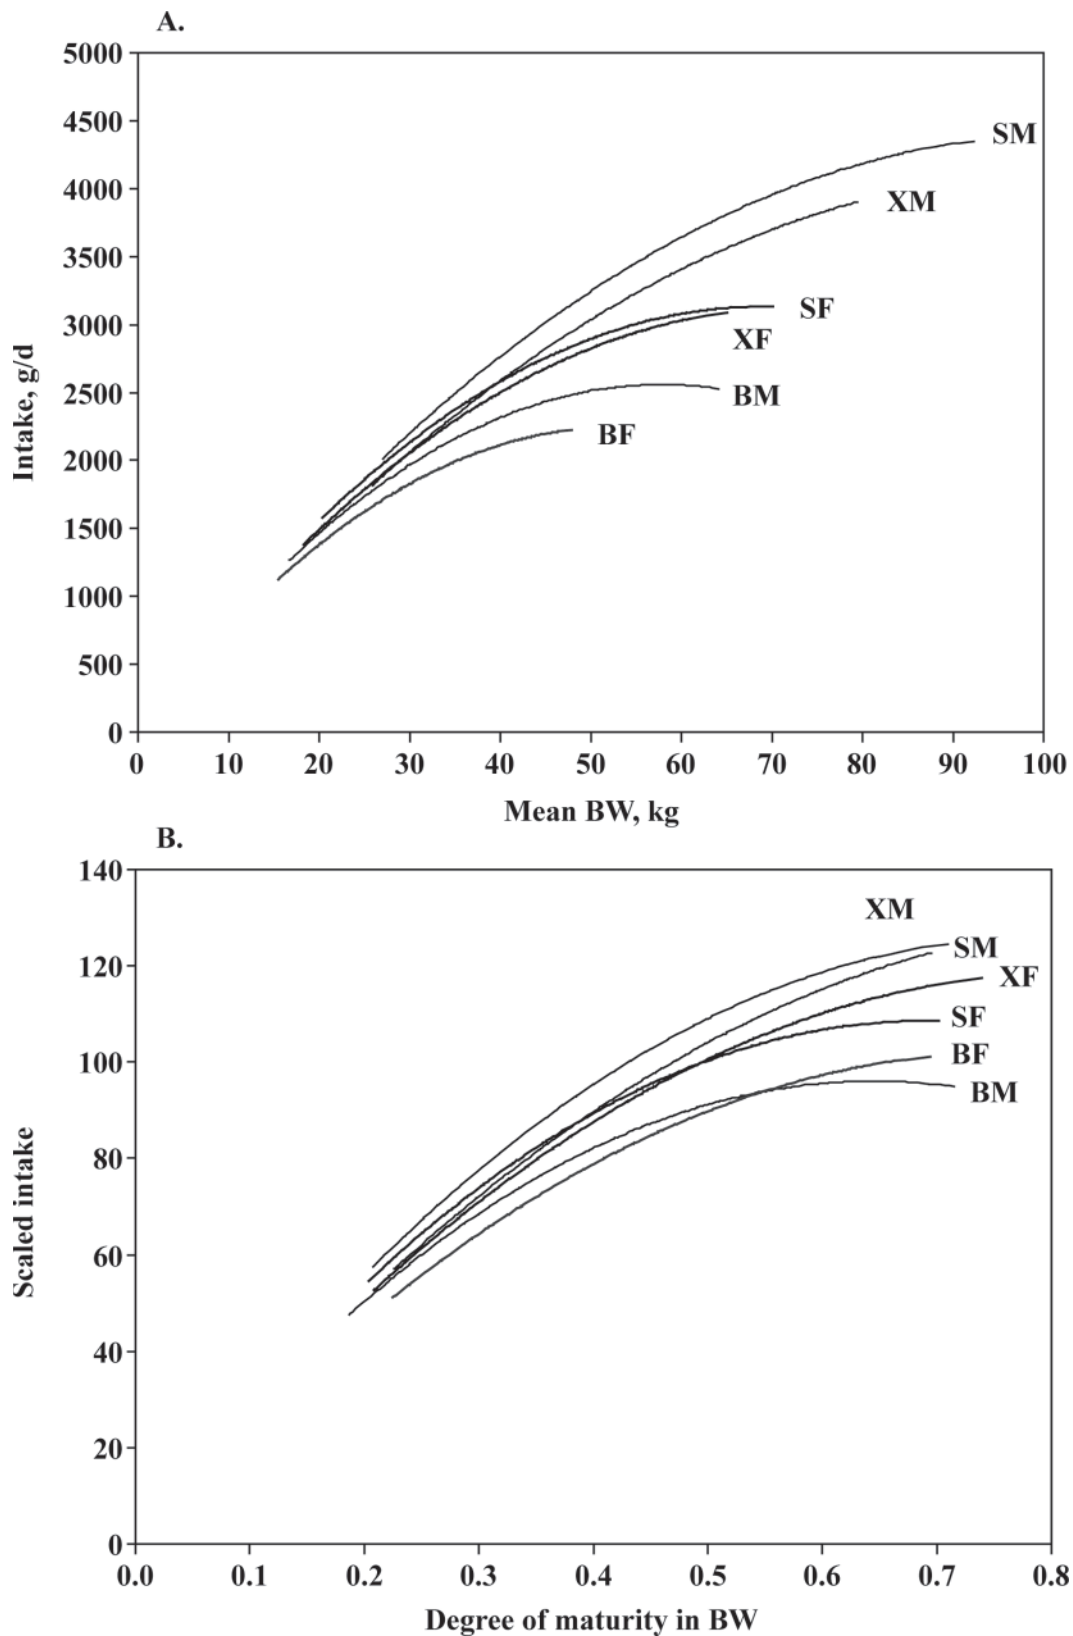 A.
5000
4500
SM
4000
XM
3500
SF
3000
XF
2500
BM
BF
2000
1500
1000
500
0
Intake, g/d
0 10 20 30 40 50 60 70 80 90 100
Mean BW, kg
B.
140
XM
SM
120
XF
SF
BF
100
BM
80
60
40
20
0
Scaled intake
0.0 0.1 0.2 0.3 0.4 0.5 0.6 0.7 0.8
Degree of maturity in BW